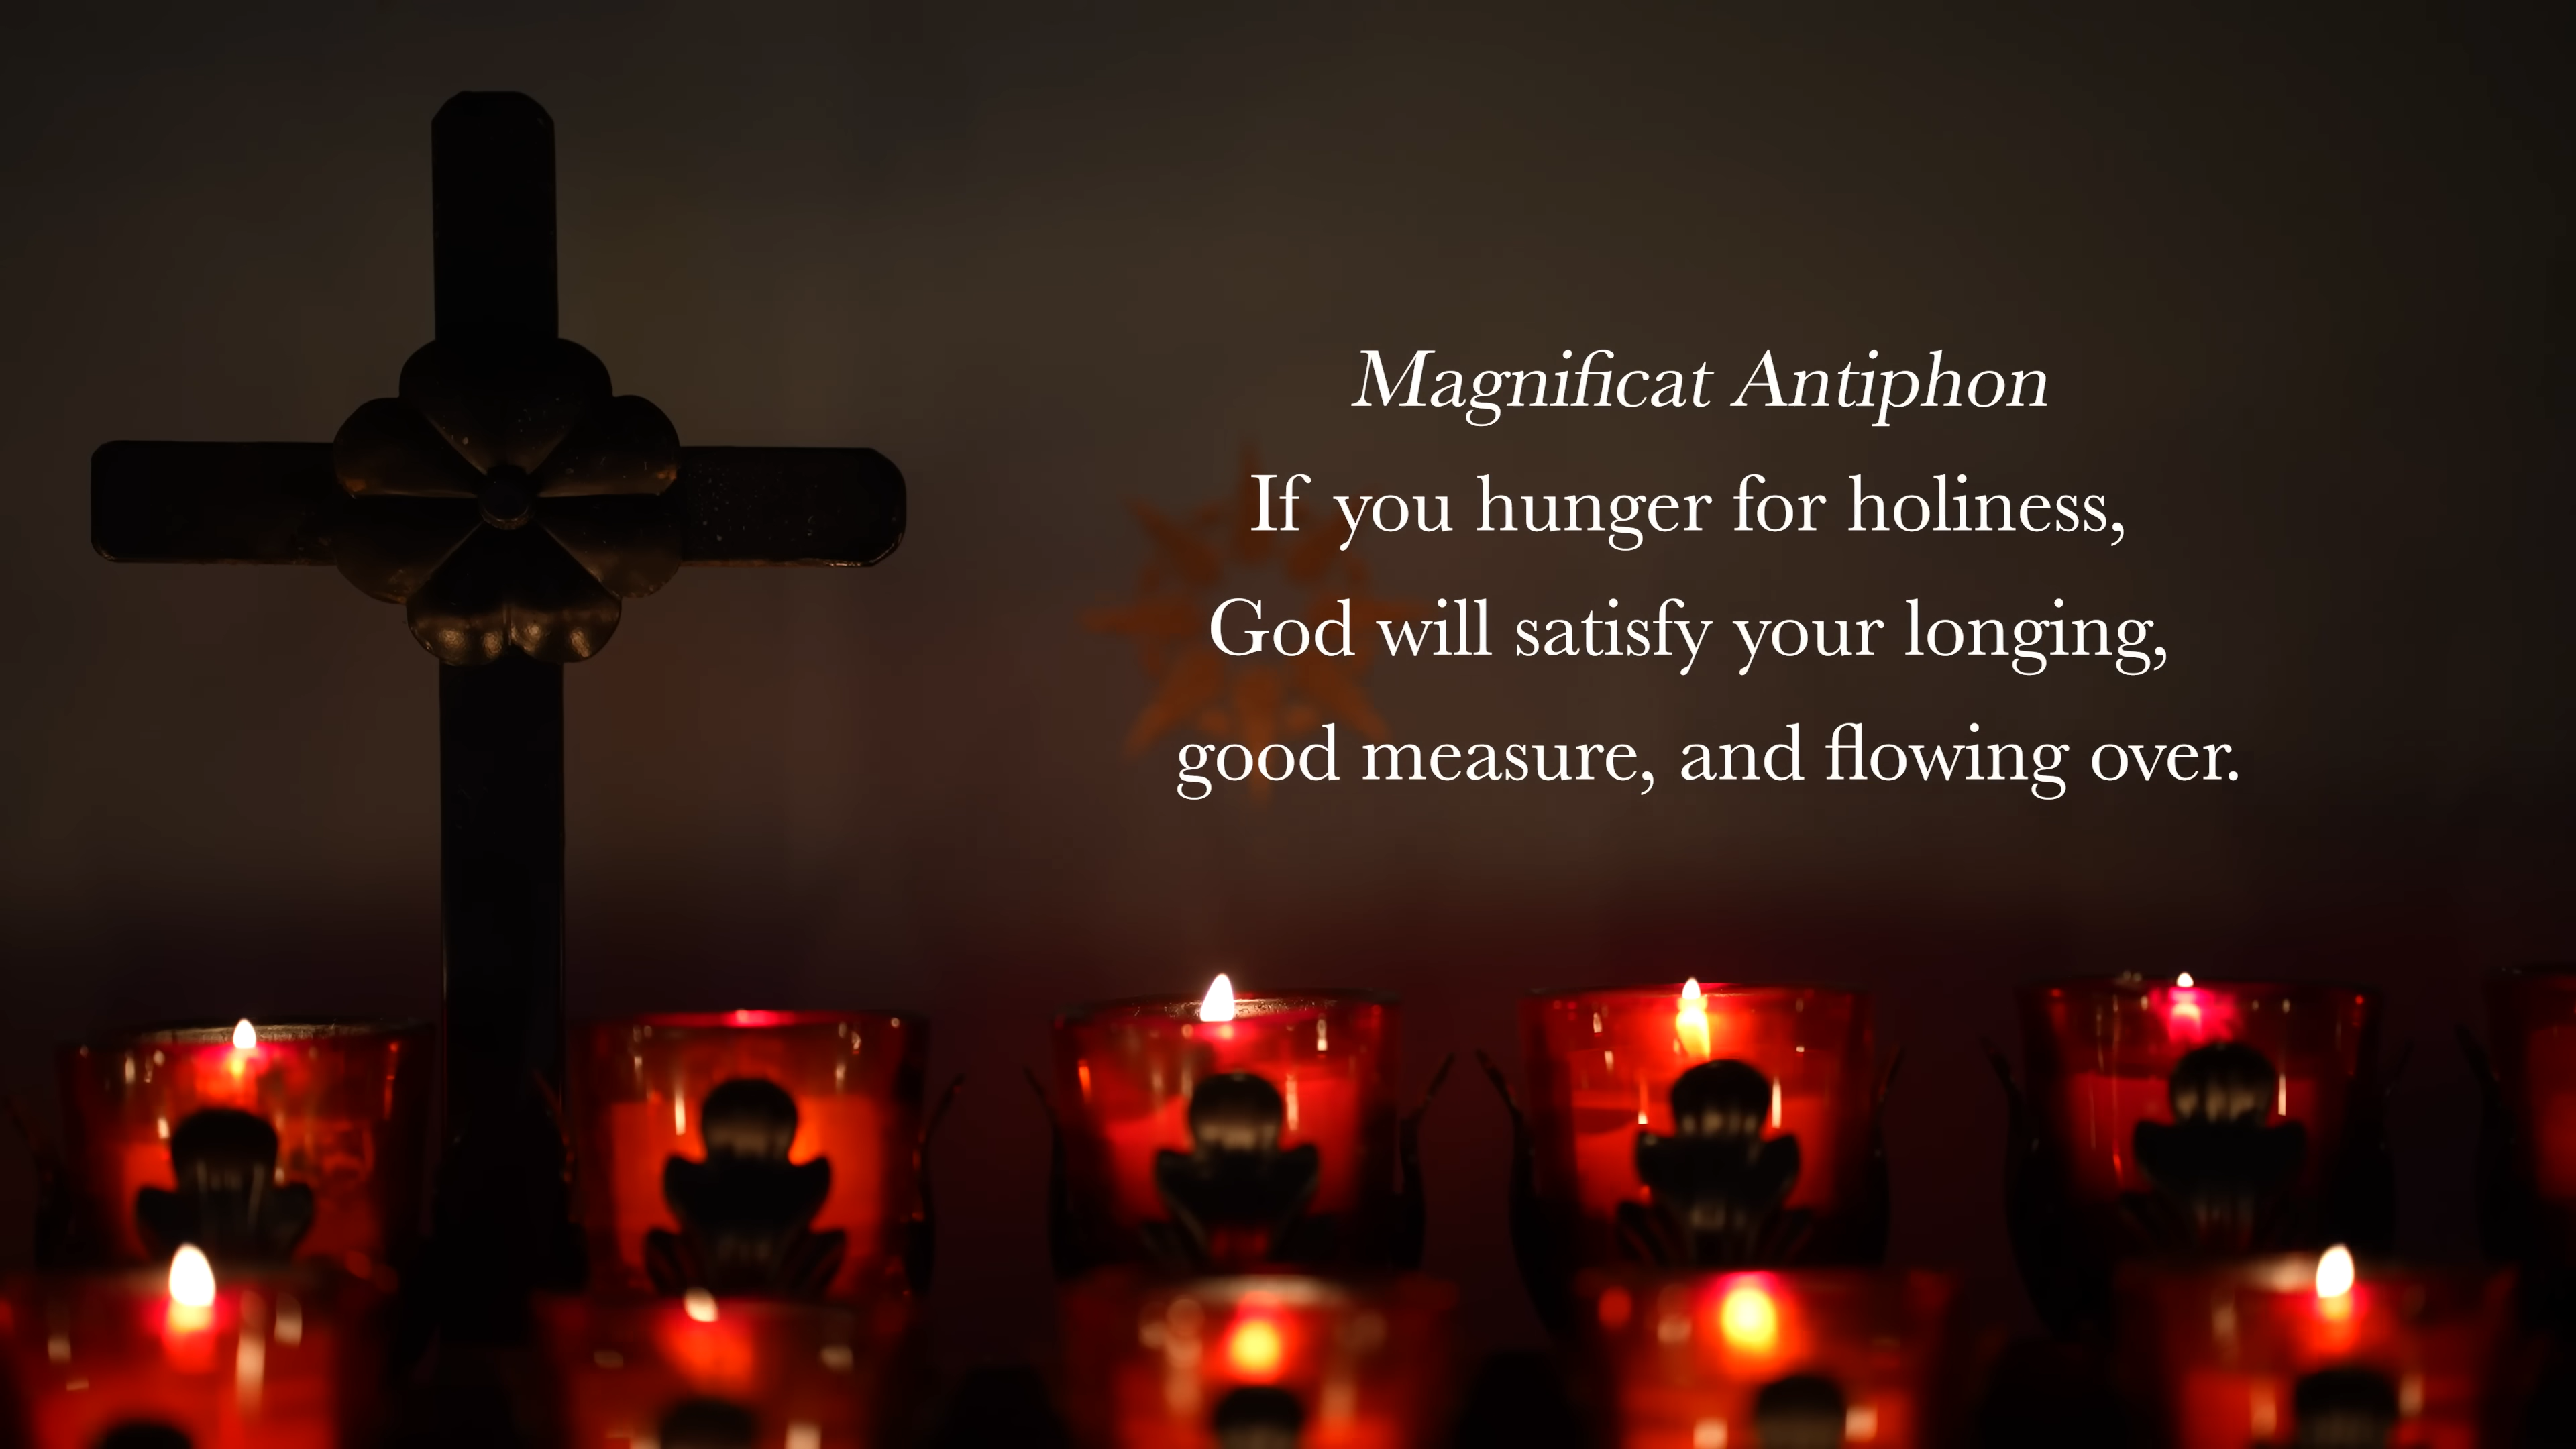 Magnificat Antiphon
If you hunger for holiness,
God will satisfy your longing,
good measure, and flowing over.